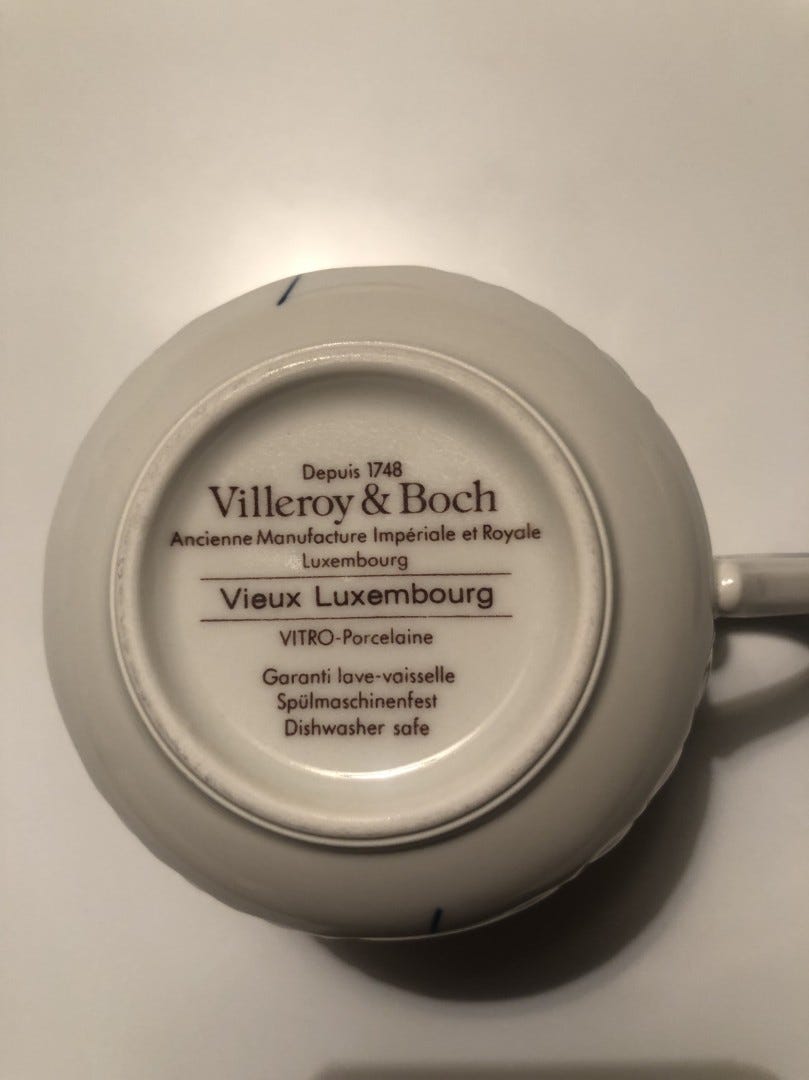 Depuis 1748
Villeroy & Boch
Ancienne Manufacture Impériale et Royale
Luxembourg
Vieux Luxembourg
VITRO-Porcelaine
Garanti lave-vaisselle
Spülmaschinenfest
Dishwasher safe